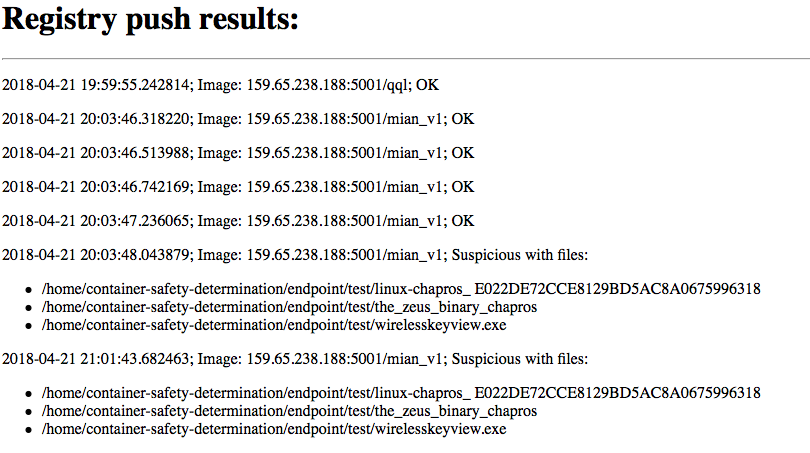 Registry push results:
2018-04-21 19:59:55.242814; Image: 159.65.238.188:5001/qql; OK
2018-04-21 20:03:46.318220; Image: 159.65.238.188:5001/mian_v1; OK
2018-04-21 20:03:46.513988; Image: 159.65.238.188:5001/mian_v1; OK
2018-04-21 20:03:46.742169; Image: 159.65.238.188:5001/mian_v1; OK
2018-04-21 20:03:47.236065; Image: 159.65.238.188:5001/mian_v1; OK
2018-04-21 20:03:48.043879; Image: 159.65.238.188:5001/mian_v1; Suspicious with files:
• /home/container-safety-determination/endpoint/test/linux-chapros_ E022DE72CCE8129BD5AC8A0675996318
• /home/container-safety-determination/endpoint/test/the_zeus_binary_chapros
• /home/container-safety-determination/endpoint/test/wirelesskeyview.exe
2018-04-21 21:01:43.682463; Image: 159.65.238.188:5001/mian_v1; Suspicious with files:
• /home/container-safety-determination/endpoint/test/linux-chapros_ E022DE72CCE8129BD5AC8A0675996318
• /home/container-safety-determination/endpoint/test/the_zeus_binary_chapros
• /home/container-safety-determination/endpoint/test/wirelesskeyview.exe